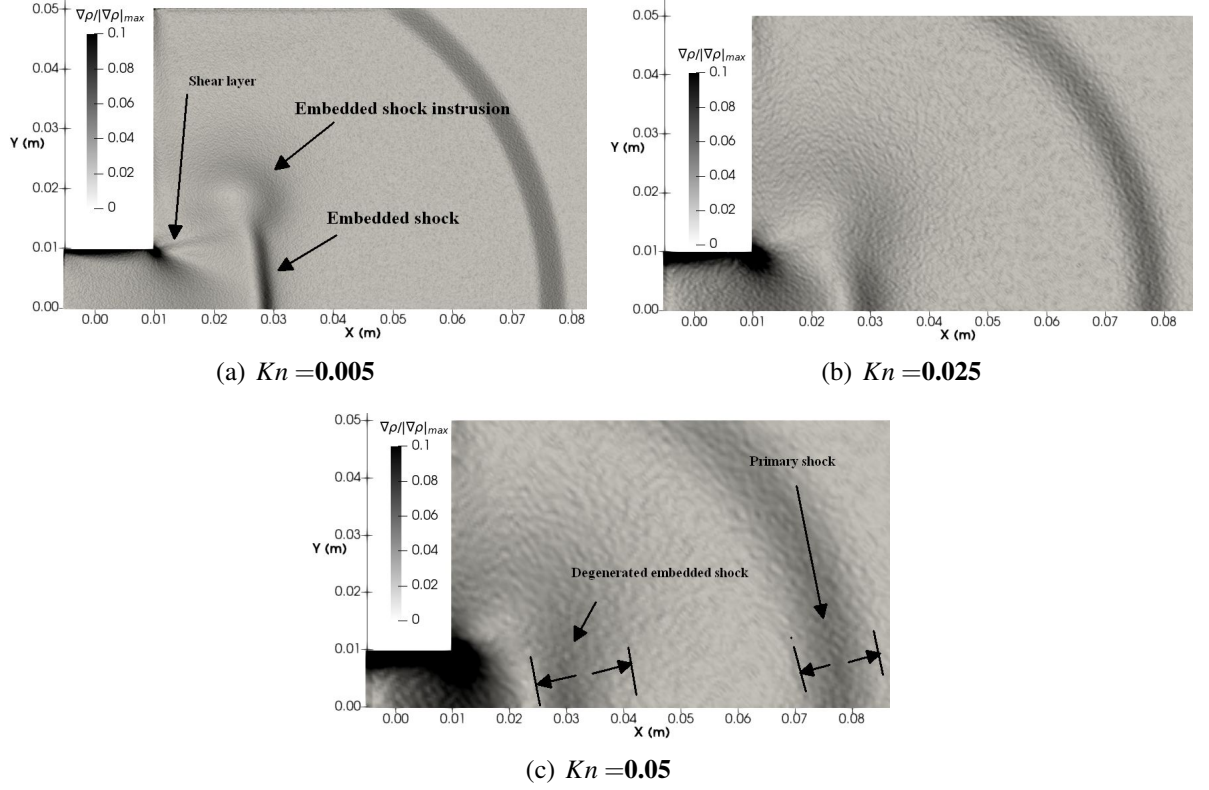 ∇ρ/|∇ρ|max
0.1
0.08
0.06
0.04
0.02
0
0.05
0.04
0.03
Y (m)
0.02
0.01
0.00
Shear layer
Embedded shock instrusion
Embedded shock
0.00 0.01 0.02 0.03 0.04 0.05 0.06 0.07 0.08
X (m)
(a) Kn =0.005
∇ρ/|∇ρ|max
0.1
0.08
0.06
0.04
0.02
0
0.05
0.04
0.03
Y (m)
0.02
0.01
0.00
0.00 0.01 0.02 0.03 0.04 0.05 0.06 0.07 0.08
X (m)
(b) Kn =0.025
∇ρ/|∇ρ|max
0.1
0.08
0.06
0.04
0.02
0
0.05
0.04
0.03
Y (m)
0.02
0.01
0.00
Primary shock
Degenerated embedded shock
0.00 0.01 0.02 0.03 0.04 0.05 0.06 0.07 0.08
X (m)
(c) Kn =0.05